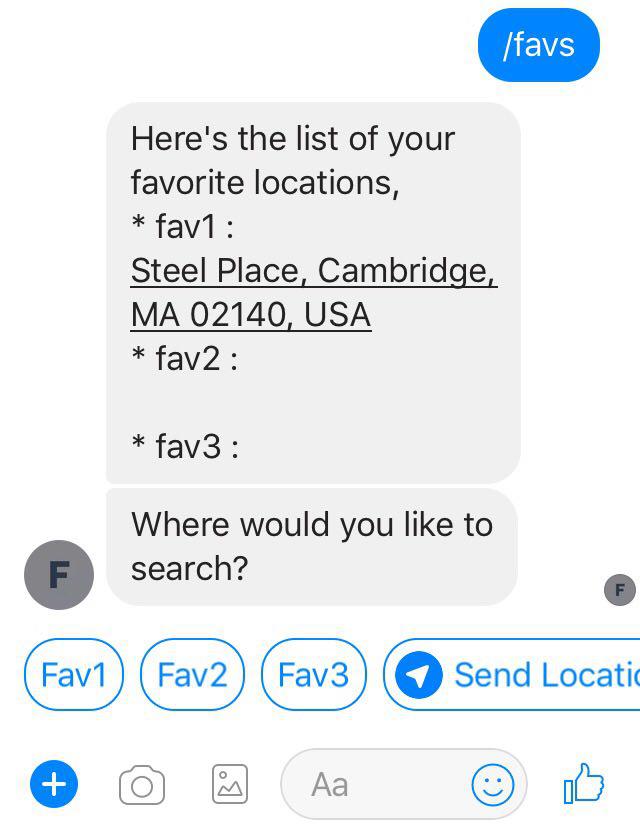 /favs
Here's the list of your
favorite locations,
* fav1 :
Steel Place, Cambridge,
MA 02140, USA
* fav2 :
* fav3 :
Where would you like to
search?
F
F
Fav1 Fav2 Fav3 Send Locatio
Aa